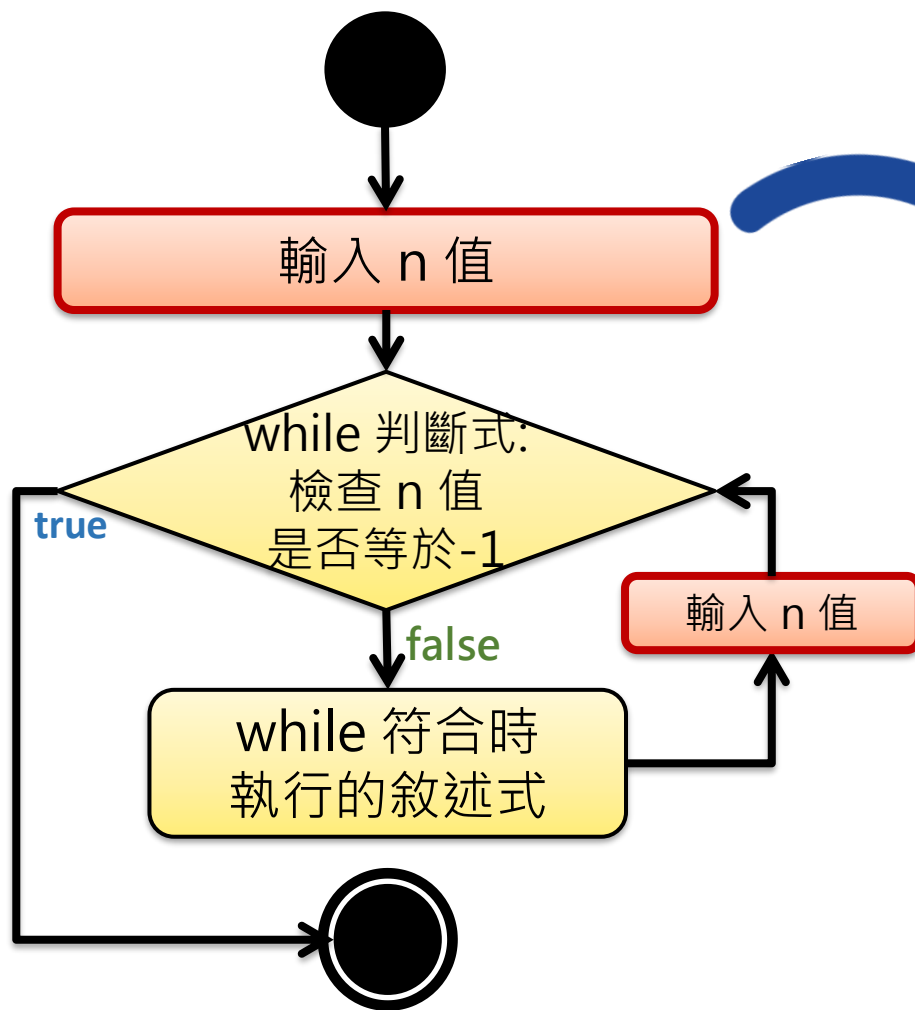 輸入 n 值
while 判斷式:
檢查 n 值
是否等於-1
true
輸入 n 值
false
while 符合時
執行的敘述式